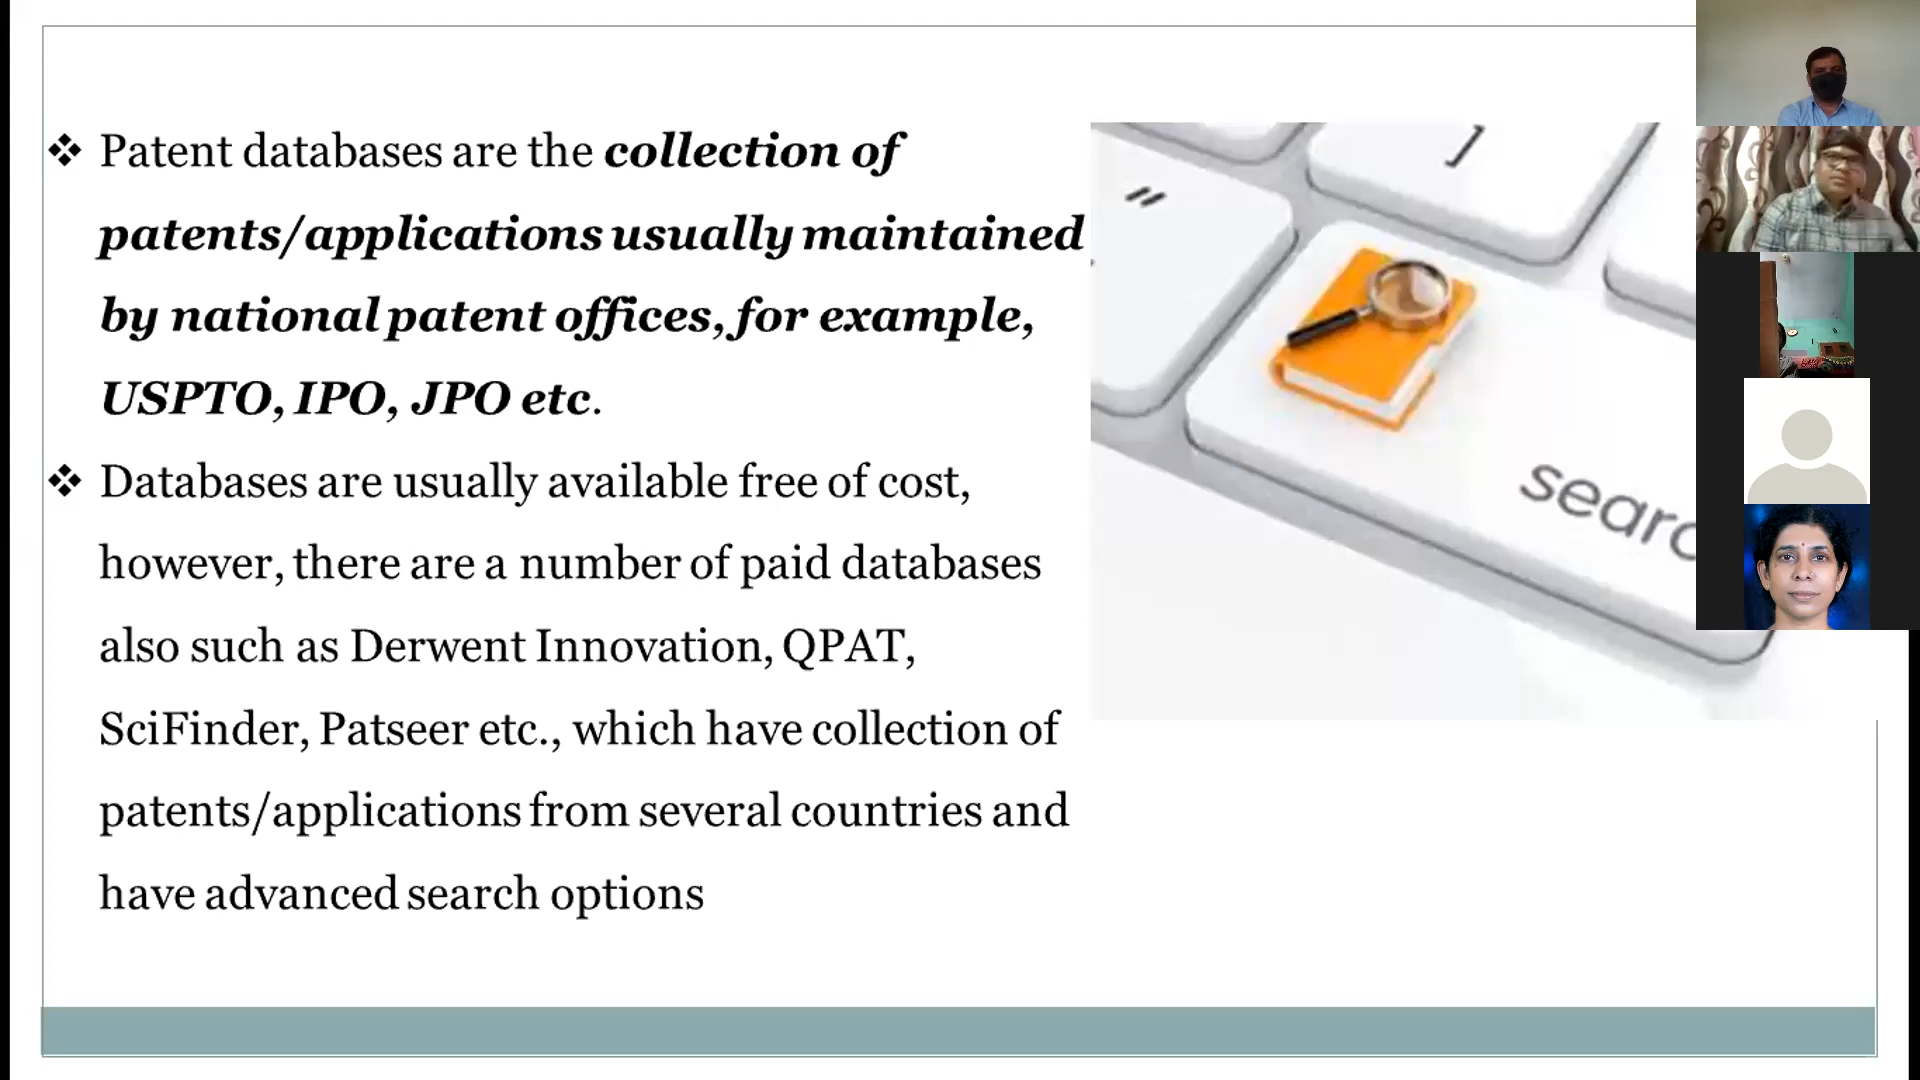 ❖ Patent databases are the collection of
patents/applications usually maintained
by national patent offices, for example,
USPTO, IPO, JPO etc.
❖ Databases are usually available free of cost,
however, there are a number of paid databases
also such as Derwent Innovation, QPAT,
SciFinder, Patseer etc., which have collection of
patents/applications from several countries and
have advanced search options
]
"
searc